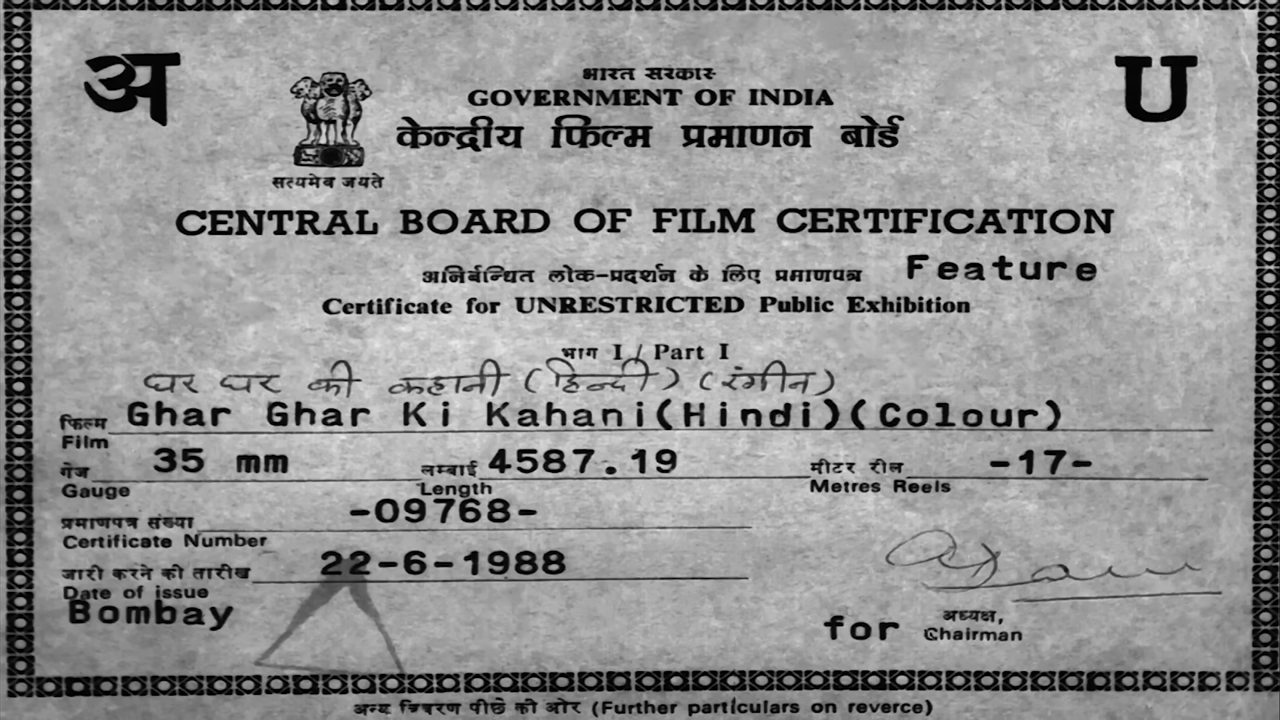 अ
U
भारत सरकार
GOVERNMENT OF INDIA
केन्द्रीय फिल्म प्रमाणन बोर्ड
सत्यमेव जयते
CENTRAL BOARD OF FILM CERTIFICATION
अनिर्बन्धित लोक-प्रदर्शन के लिए प्रमाणपत्र Feature
Certificate for UNRESTRICTED Public Exhibition
भाग I / Part I
घर घर की कहानी (हिन्दी) (रंगीन)
फिल्म Ghar Ghar Ki Kahani(Hindi)(Colour)
Film
गेज 35 mm लम्बाई 4587.19 मीटर रील -17-
Gauge Length Metres Reels
प्रमाणपत्र संख्या -09768-
Certificate Number
जारी करने की तारीख 22-6-1988
Date of issue
Bombay
for अध्यक्ष,
Chairman
अन्य विवरण पीछे की ओर (Further particulars on reverce)